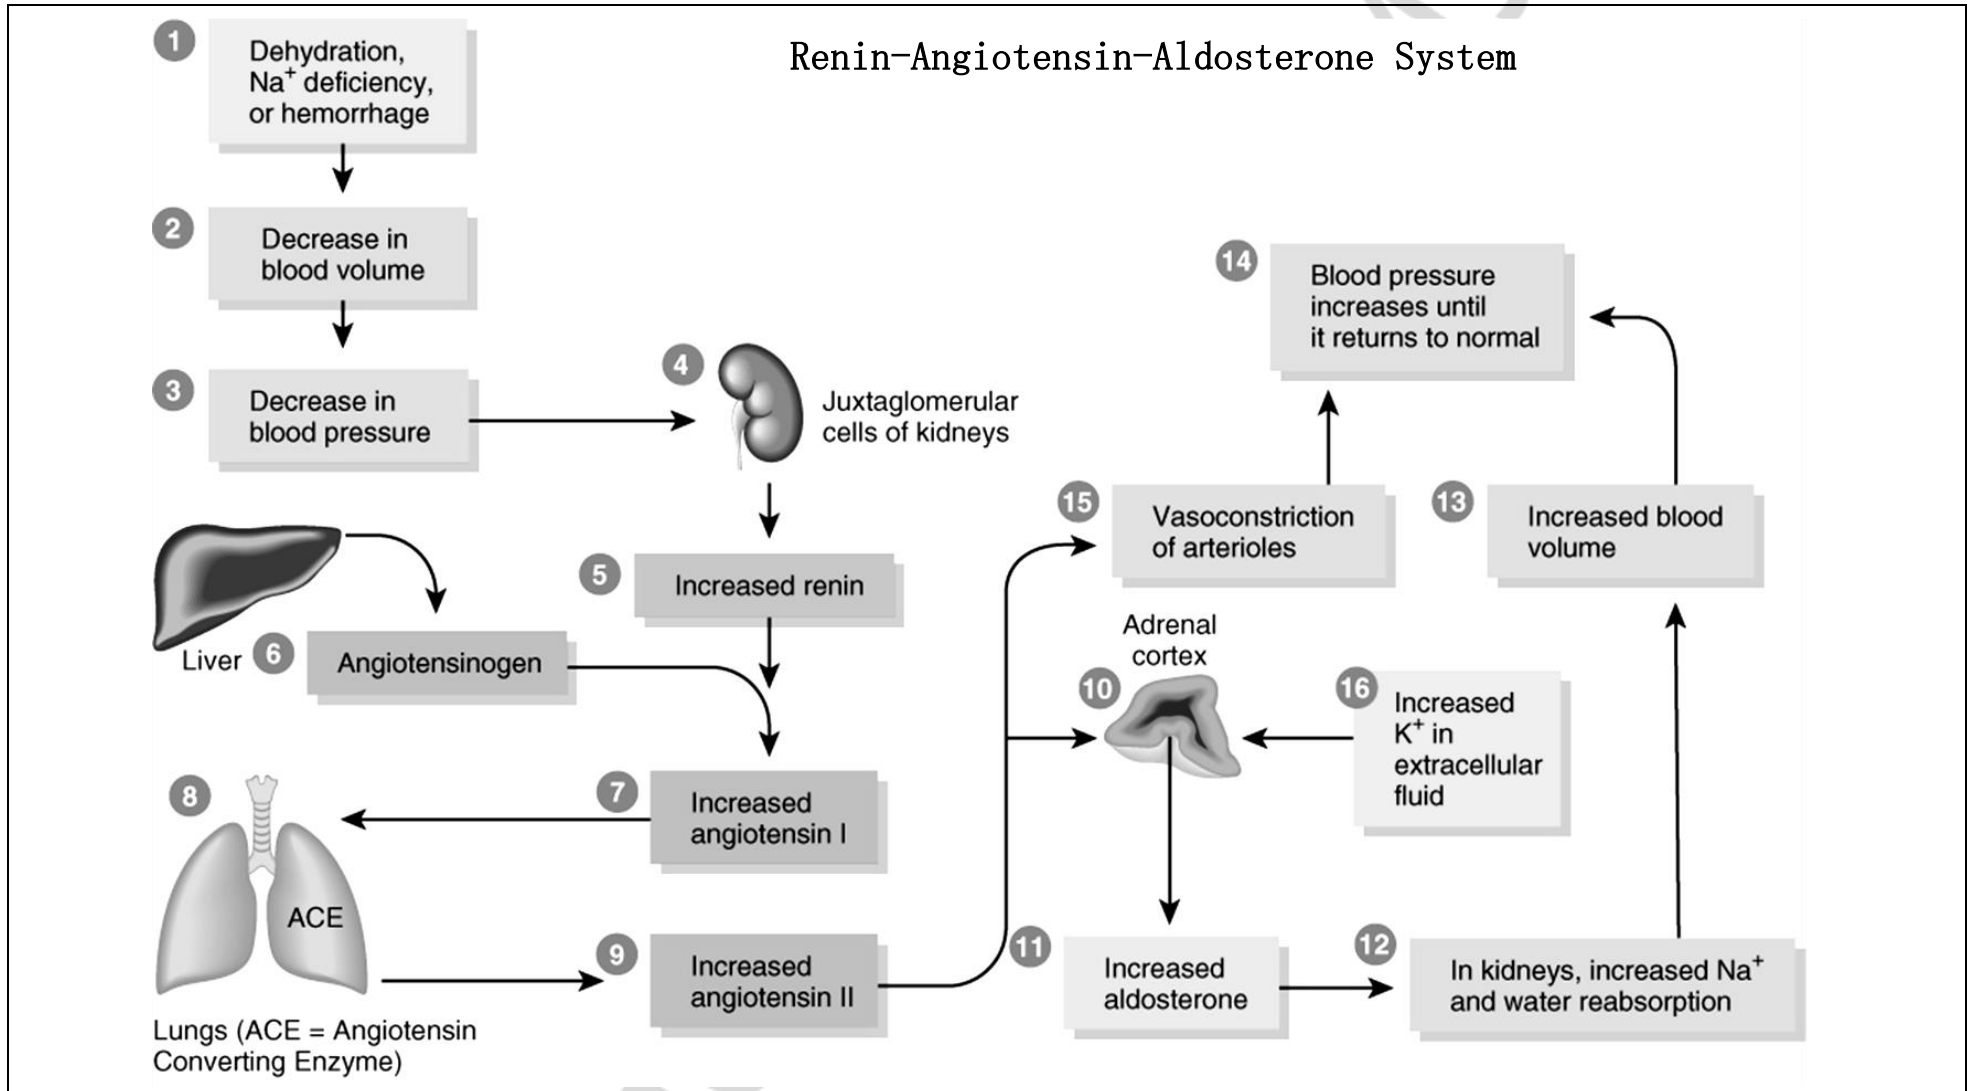 Renin-Angiotensin-Aldosterone System
1
Dehydration,
Na⁺ deficiency,
or hemorrhage
2
Decrease in
blood volume
3
Decrease in
blood pressure
4
Juxtaglomerular
cells of kidneys
5
Increased renin
Liver
6
Angiotensinogen
7
Increased
angiotensin I
8
ACE
Lungs (ACE = Angiotensin
Converting Enzyme)
9
Increased
angiotensin II
10
Adrenal
cortex
11
Increased
aldosterone
12
In kidneys, increased Na⁺
and water reabsorption
13
Increased blood
volume
14
Blood pressure
increases until
it returns to normal
15
Vasoconstriction
of arterioles
16
Increased
K⁺ in
extracellular
fluid